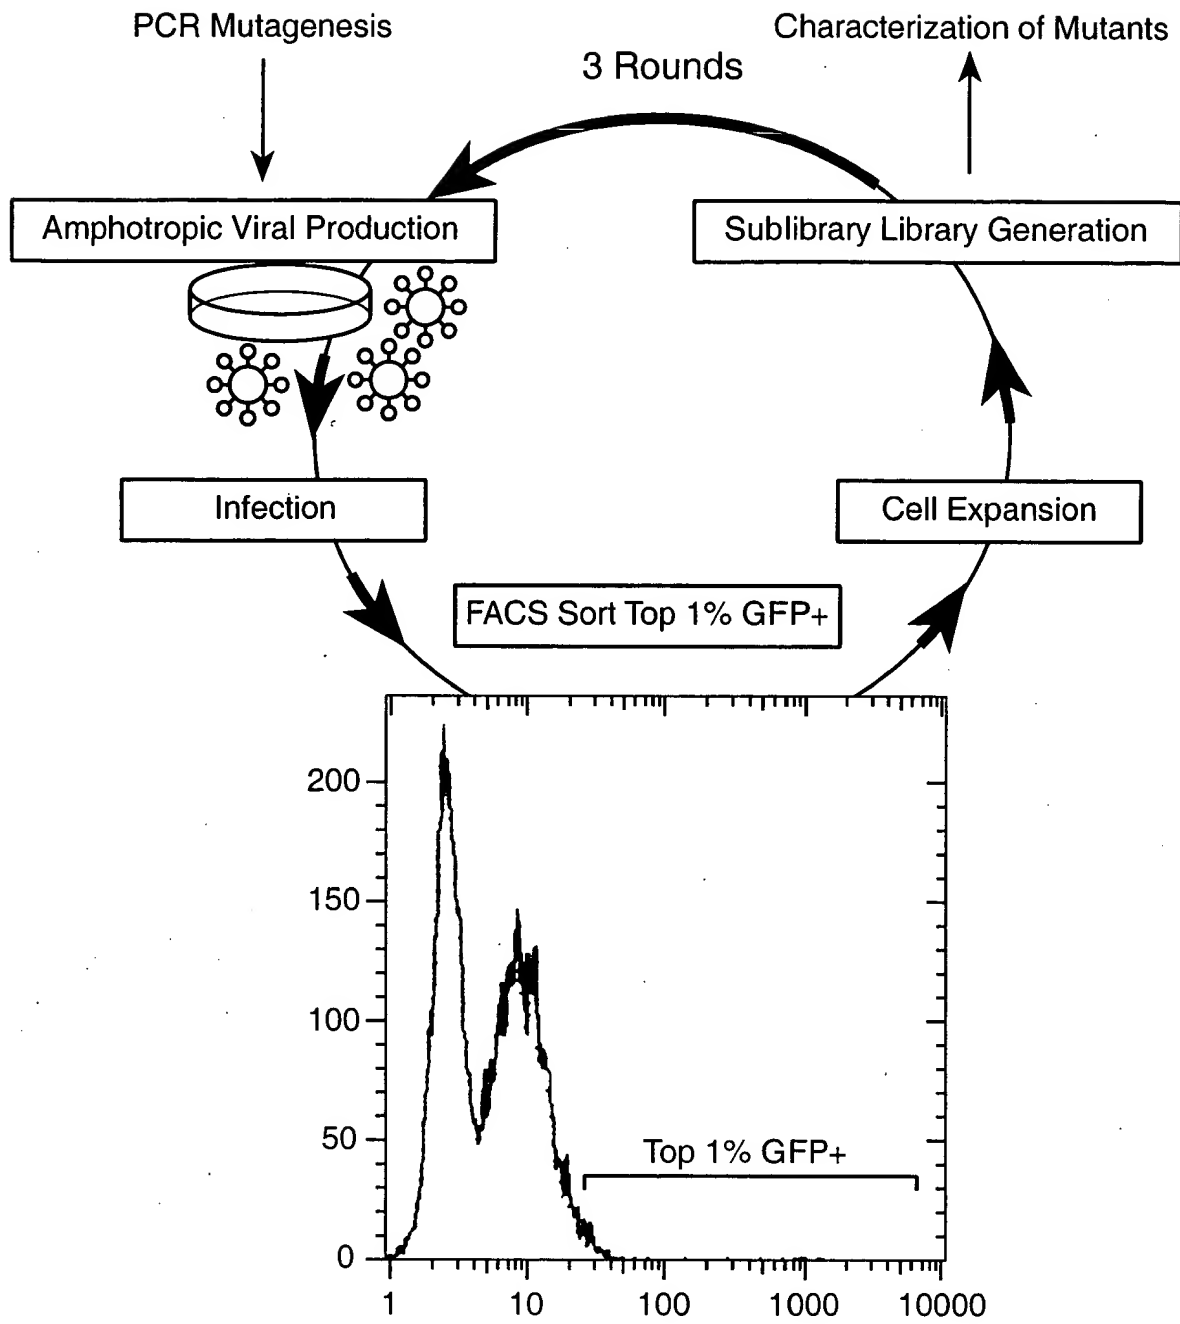 PCR Mutagenesis
Characterization of Mutants
3 Rounds
Amphotropic Viral Production
Sublibrary Library Generation
Infection
Cell Expansion
FACS Sort Top 1% GFP+
200
150
100
50
0
Top 1% GFP+
1
10
100
1000
10000